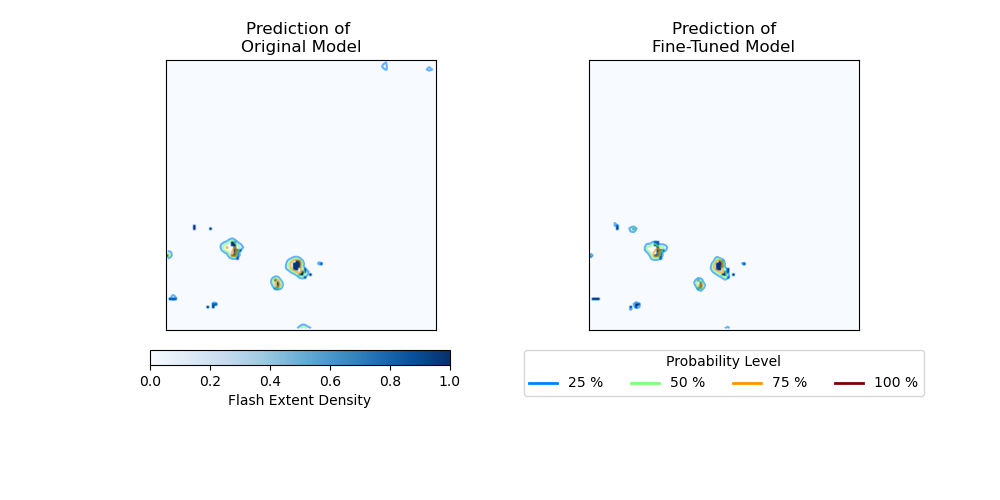 Prediction of
Original Model
Prediction of
Fine-Tuned Model
0.0 0.2 0.4 0.6 0.8 1.0
Flash Extent Density
Probability Level
25 % 50 % 75 % 100 %